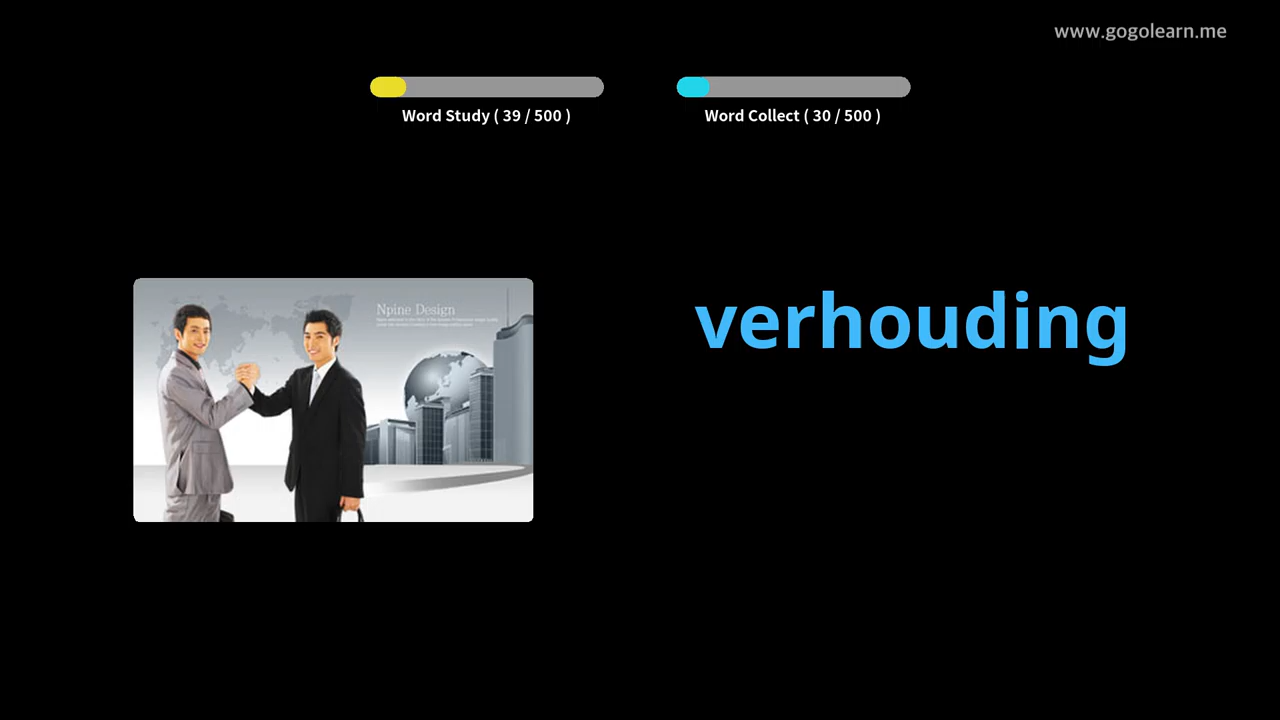 www.gogolearn.me
Word Study ( 39 / 500 )
Word Collect ( 30 / 500 )
Npine Design
verhouding